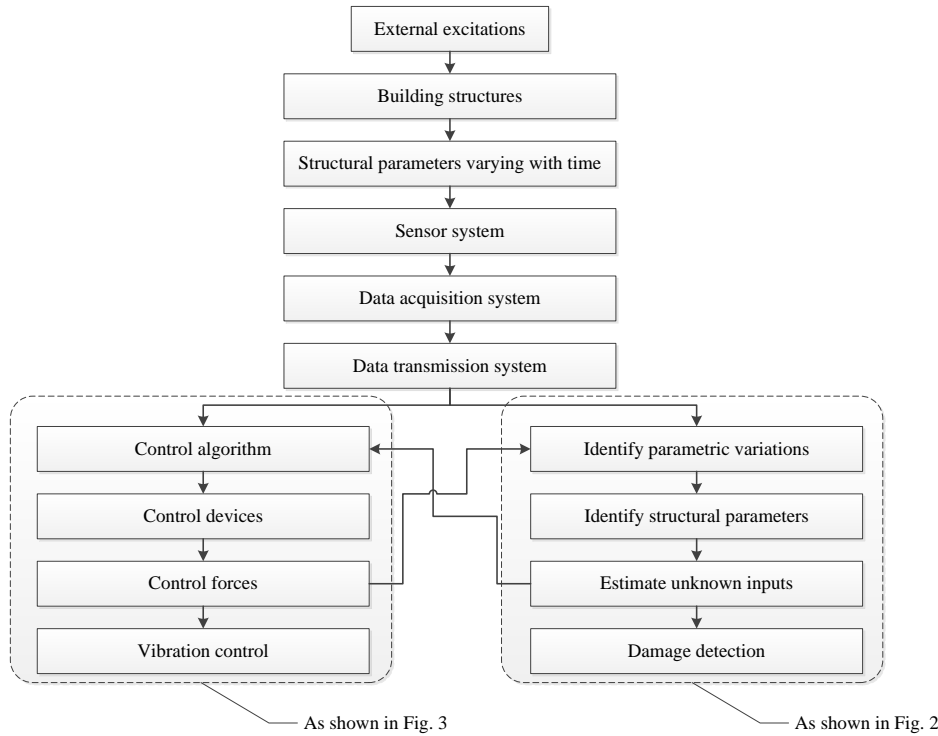 External excitations
Building structures
Structural parameters varying with time
Sensor system
Data acquisition system
Data transmission system
Control algorithm
Control devices
Control forces
Vibration control
Identify parametric variations
Identify structural parameters
Estimate unknown inputs
Damage detection
As shown in Fig. 3
As shown in Fig. 2